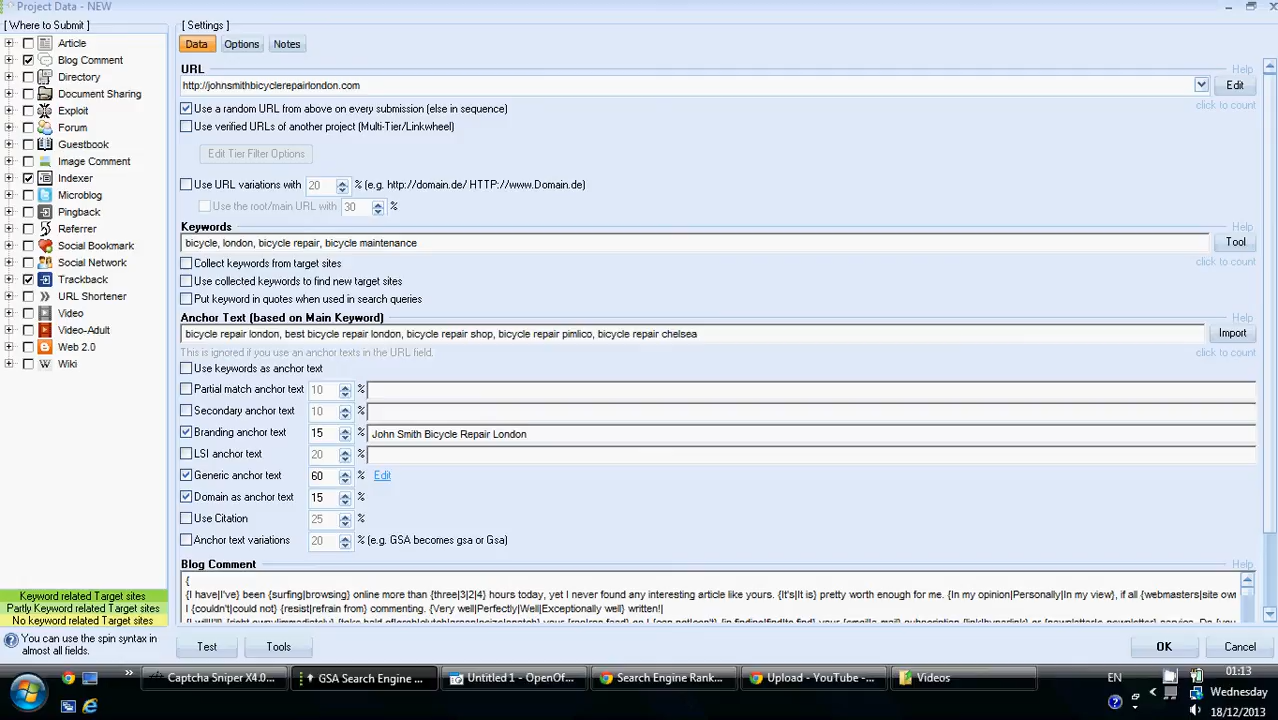 Project Data - NEW
[ Where to Submit ]
Article
Blog Comment
Directory
Document Sharing
Exploit
Forum
Guestbook
Image Comment
Indexer
Microblog
Pingback
Referrer
Social Bookmark
Social Network
Trackback
URL Shortener
Video
Video-Adult
Web 2.0
Wiki
Keyword related Target sites
Partly Keyword related Target sites
No keyword related Target sites
You can use the spin syntax in
almost all fields.
[ Settings ]
Data Options Notes
URL Help
http://johnsmithbicyclerepairlondon.com Edit
Use a random URL from above on every submission (else in sequence) click to count
Use verified URLs of another project (Multi-Tier/Linkwheel)
Edit Tier Filter Options
Use URL variations with 20 % (e.g. http://domain.de/ HTTP://www.Domain.de)
Use the root/main URL with 30 %
Keywords Help
bicycle, london, bicycle repair, bicycle maintenance Tool
Collect keywords from target sites click to count
Use collected keywords to find new target sites
Put keyword in quotes when used in search queries
Anchor Text (based on Main Keyword) Help
bicycle repair london, best bicycle repair london, bicycle repair shop, bicycle repair pimlico, bicycle repair chelsea Import
This is ignored if you use an anchor texts in the URL field. click to count
Use keywords as anchor text
Partial match anchor text 10 %
Secondary anchor text 10 %
Branding anchor text 15 % John Smith Bicycle Repair London
LSI anchor text 20 %
Generic anchor text 60 % Edit
Domain as anchor text 15 %
Use Citation 25 %
Anchor text variations 20 % (e.g. GSA becomes gsa or Gsa)
Blog Comment Help
{
{I have|I've} been {surfing|browsing} online more than {three|3|2|4} hours today, yet I never found any interesting article like yours. {It's|It is} pretty worth enough for me. {In my opinion|Personally|In my view}, if all {webmasters|site ow
I {couldn't|could not} {resist|refrain from} commenting. {Very well|Perfectly|Well|Exceptionally well} written!|
Test Tools OK Cancel
Captcha Sniper X4.0... GSA Search Engine ... Untitled 1 - OpenOf... Search Engine Rank... Upload - YouTube -... Videos
EN
01:13
Wednesday
18/12/2013